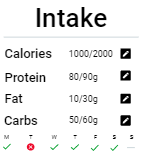 Intake
Calories 1000/2000
Protein 80/90g
Fat 10/30g
Carbs 50/60g
M T W T F S S